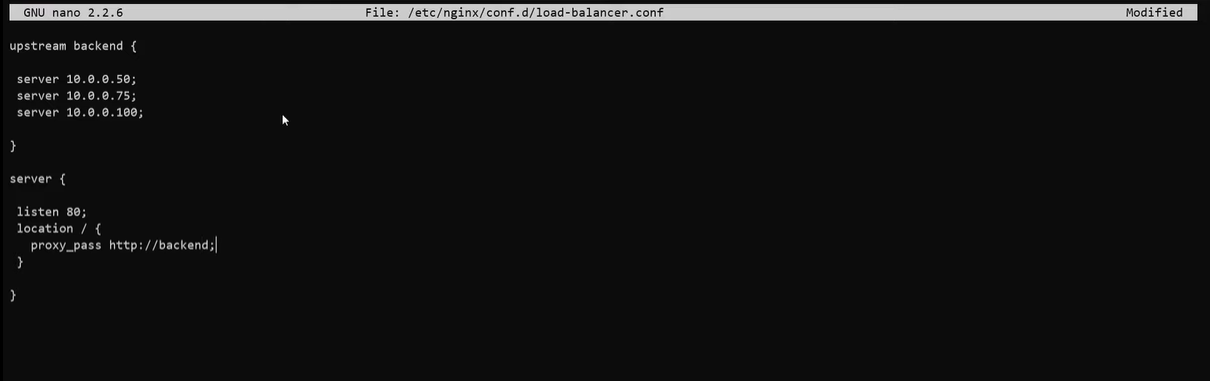 GNU nano 2.2.6 File: /etc/nginx/conf.d/load-balancer.conf Modified
upstream backend {
server 10.0.0.50;
server 10.0.0.75;
server 10.0.0.100;
}
server {
listen 80;
location / {
proxy_pass http://backend;
}
}